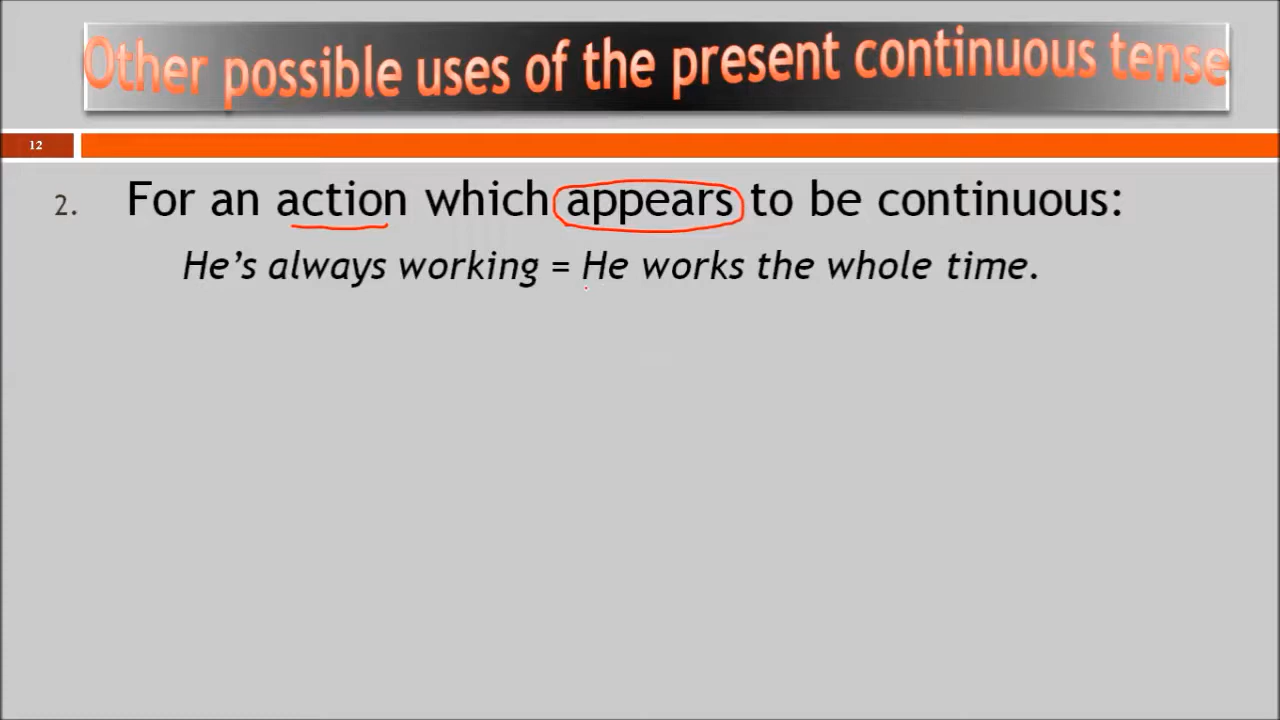 Other possible uses of the present continuous tense
12
2. For an action which appears to be continuous:
He’s always working = He works the whole time.